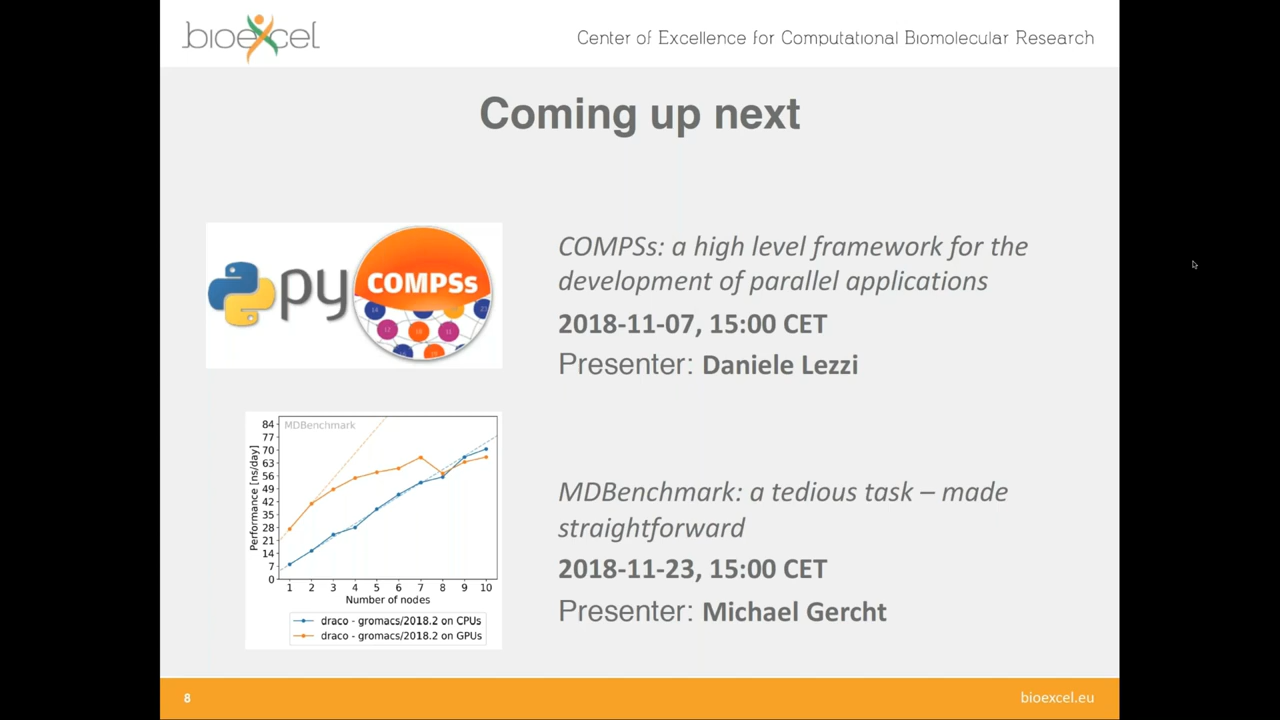 bioexcel
Center of Excellence for Computational Biomolecular Research
Coming up next
py
COMPSs
COMPSs: a high level framework for the
development of parallel applications
2018-11-07, 15:00 CET
Presenter: Daniele Lezzi
MDBenchmark
84
77
70
63
56
49
42
35
28
21
14
7
0
Performance [ns/day]
1 2 3 4 5 6 7 8 9 10
Number of nodes
draco - gromacs/2018.2 on CPUs
draco - gromacs/2018.2 on GPUs
MDBenchmark: a tedious task – made
straightforward
2018-11-23, 15:00 CET
Presenter: Michael Gercht
8
bioexcel.eu